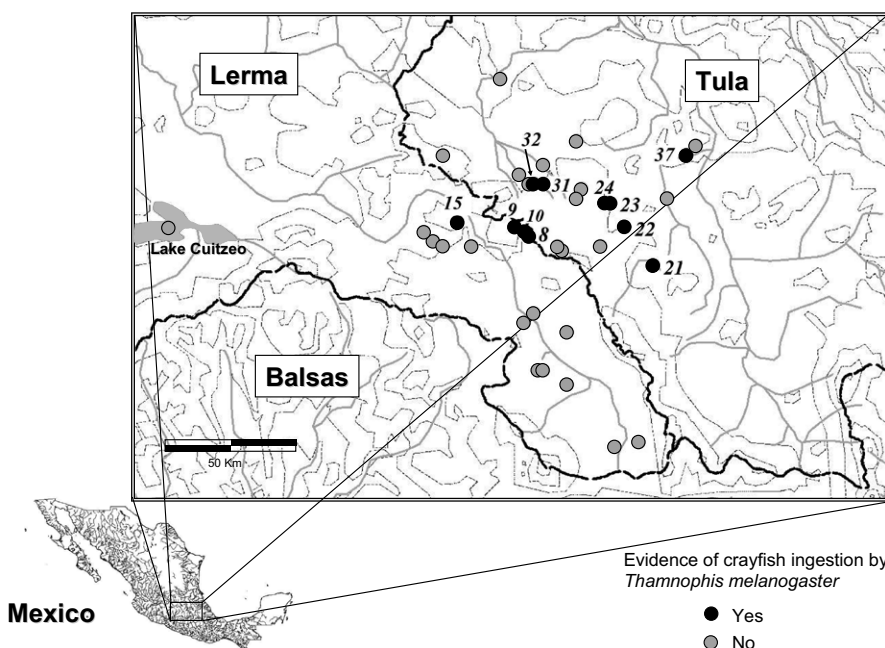 Lerma
Tula
32
37
31
24
23
15
9
10
8
22
21
Lake Cuitzeo
Balsas
50 Km
Mexico
Evidence of crayfish ingestion by
Thamnophis melanogaster
Yes
No